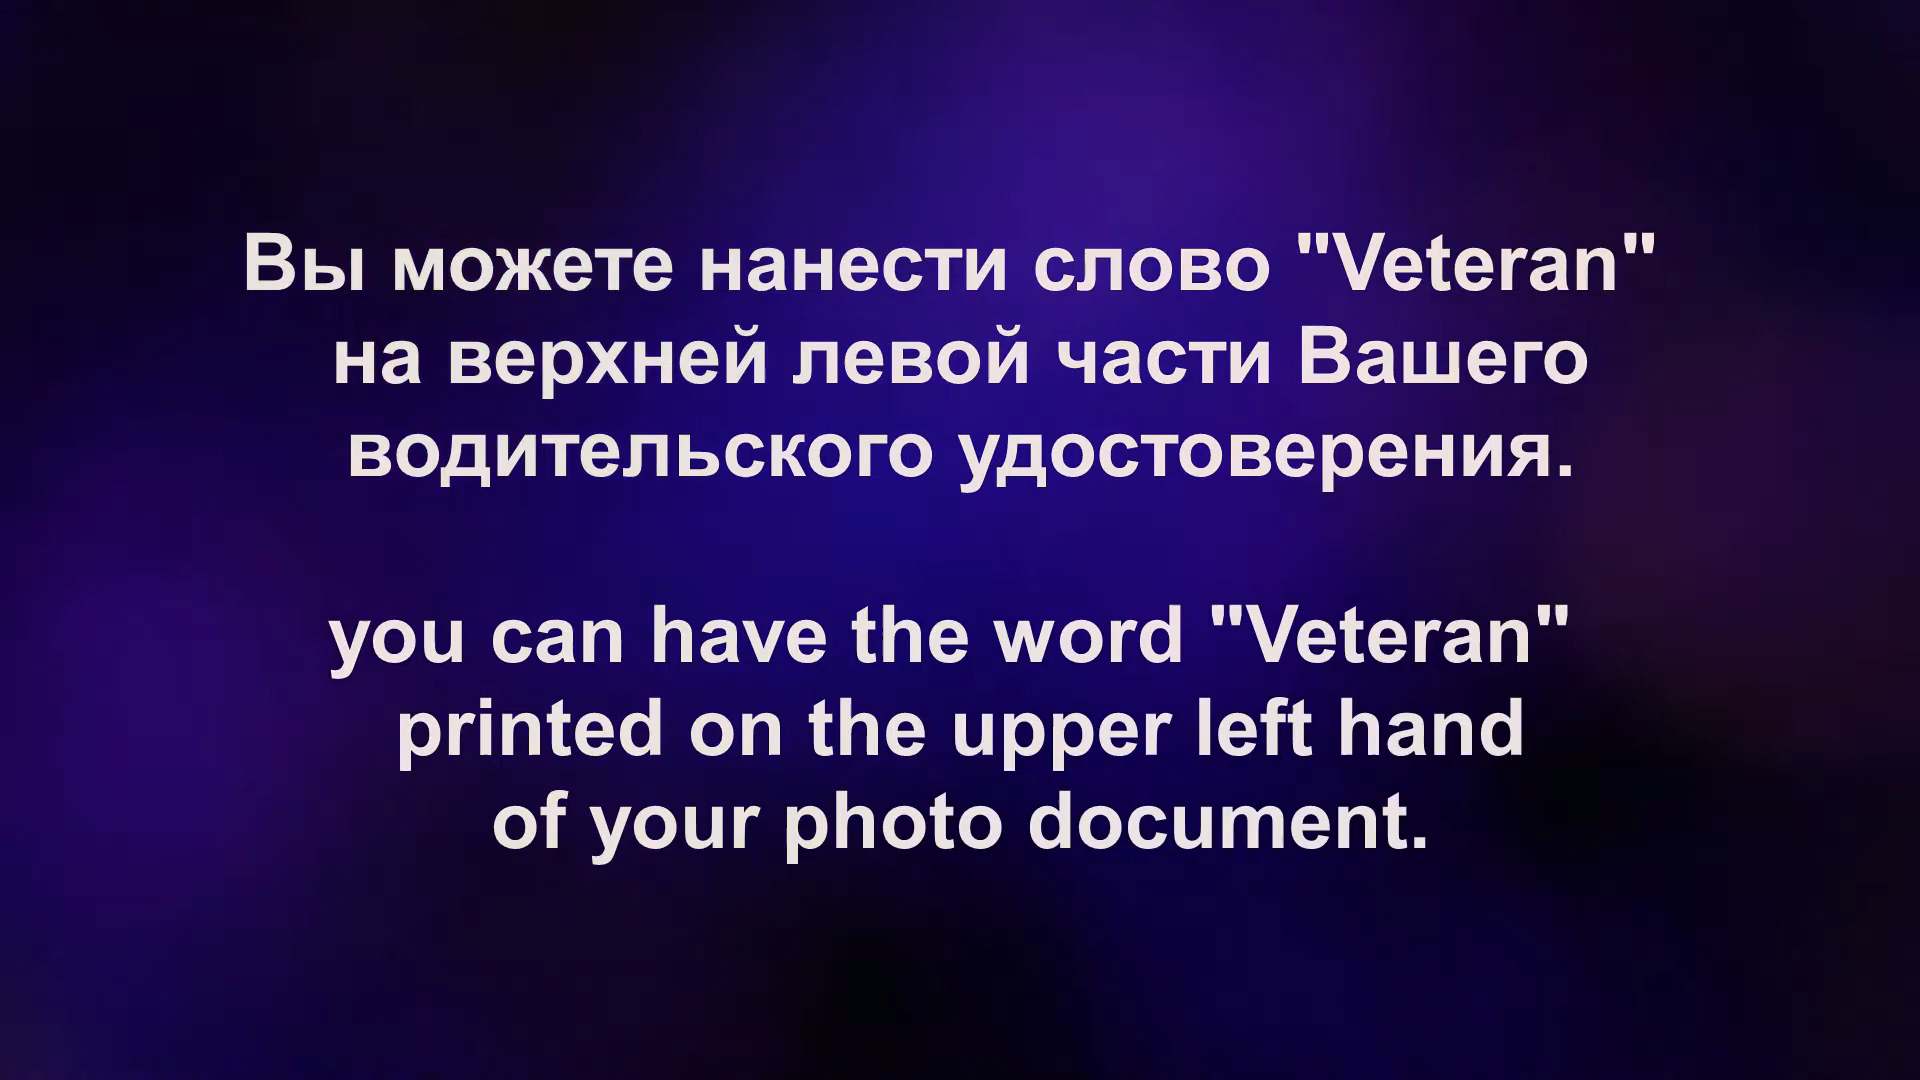 Вы можете нанести слово "Veteran"
на верхней левой части Вашего
водительского удостоверения.
you can have the word "Veteran"
printed on the upper left hand
of your photo document.